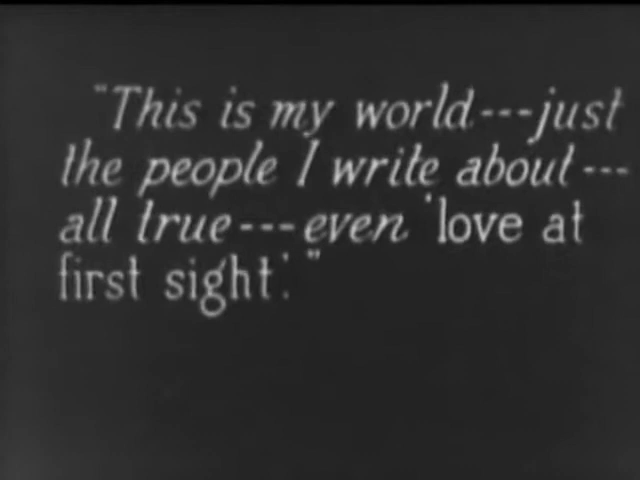 "This is my world---just
the people I write about---
all true---even 'love at
first sight.'"